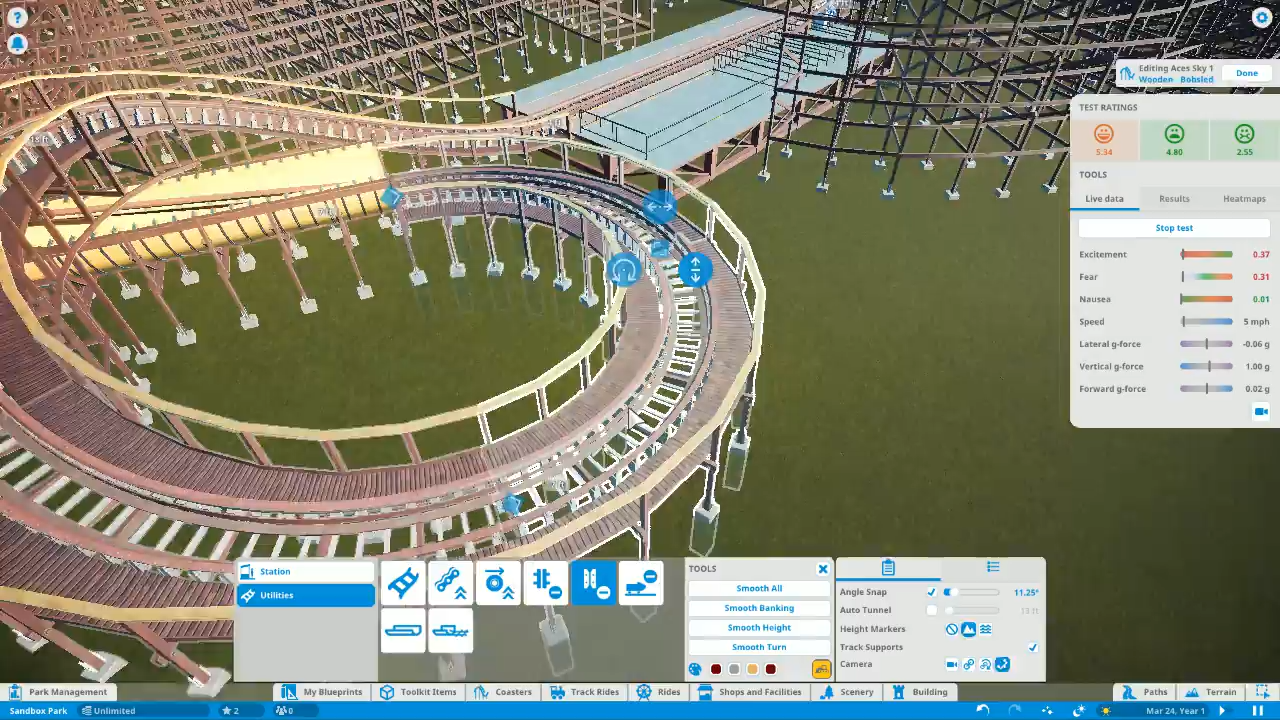 Editing Aces Sky 1
Wooden Bobsled
Done
TEST RATINGS
5.34
4.80
2.55
TOOLS
Live data
Results
Heatmaps
Stop test
Excitement 0.37
Fear 0.31
Nausea 0.01
Speed 5 mph
Lateral g-force -0.06 g
Vertical g-force 1.00 g
Forward g-force 0.02 g
Station
Utilities
TOOLS
Smooth All
Smooth Banking
Smooth Height
Smooth Turn
Angle Snap 11.25°
Auto Tunnel 13 ft
Height Markers
Track Supports
Camera
Park Management
My Blueprints
Toolkit Items
Coasters
Track Rides
Rides
Shops and Facilities
Scenery
Building
Paths
Terrain
Sandbox Park
Unlimited
2
0
Mar 24, Year 1